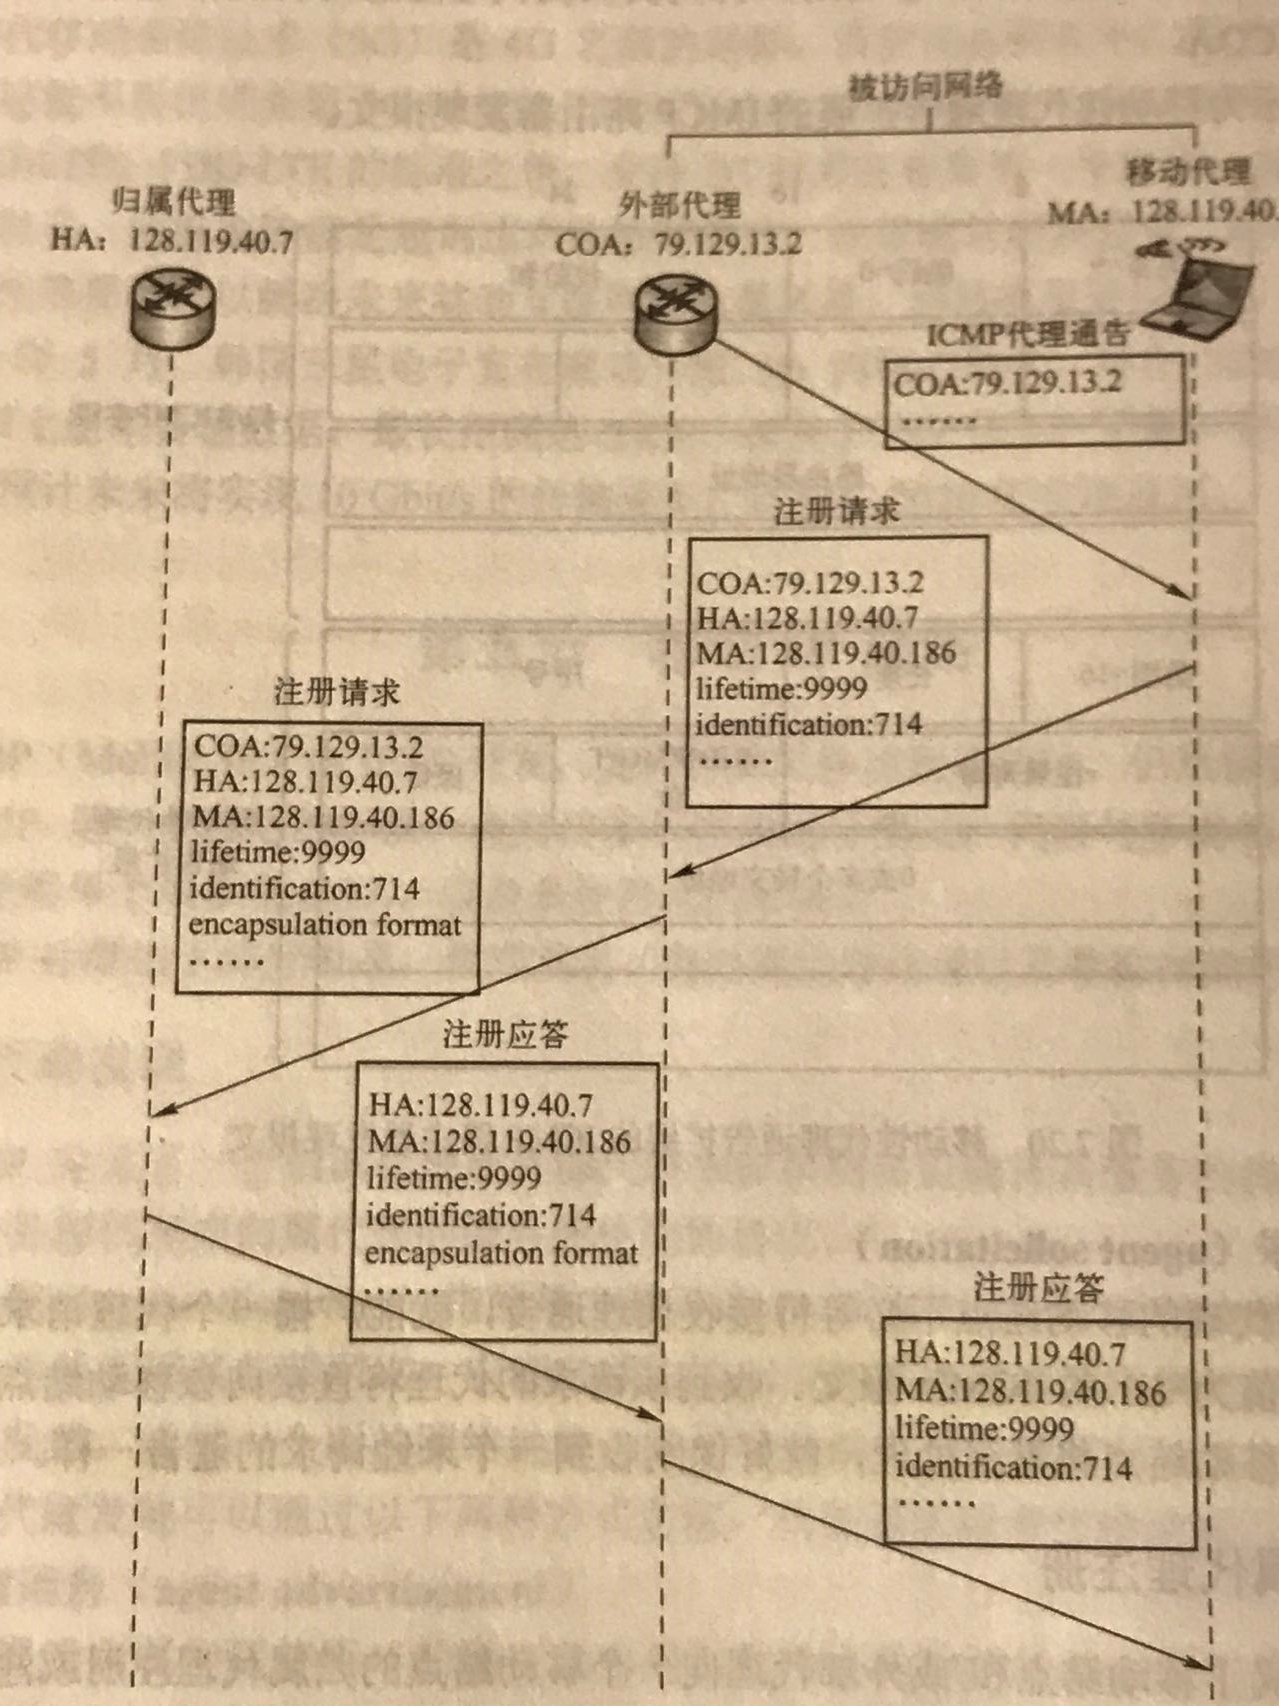 被访问网络
归属代理
HA: 128.119.40.7
外部代理
COA: 79.129.13.2
移动代理
MA: 128.119.40.
ICMP代理通告
COA:79.129.13.2
……
注册请求
COA:79.129.13.2
HA:128.119.40.7
MA:128.119.40.186
lifetime:9999
identification:714
……
注册请求
COA:79.129.13.2
HA:128.119.40.7
MA:128.119.40.186
lifetime:9999
identification:714
encapsulation format
……
注册应答
HA:128.119.40.7
MA:128.119.40.186
lifetime:9999
identification:714
encapsulation format
……
注册应答
HA:128.119.40.7
MA:128.119.40.186
lifetime:9999
identification:714
……